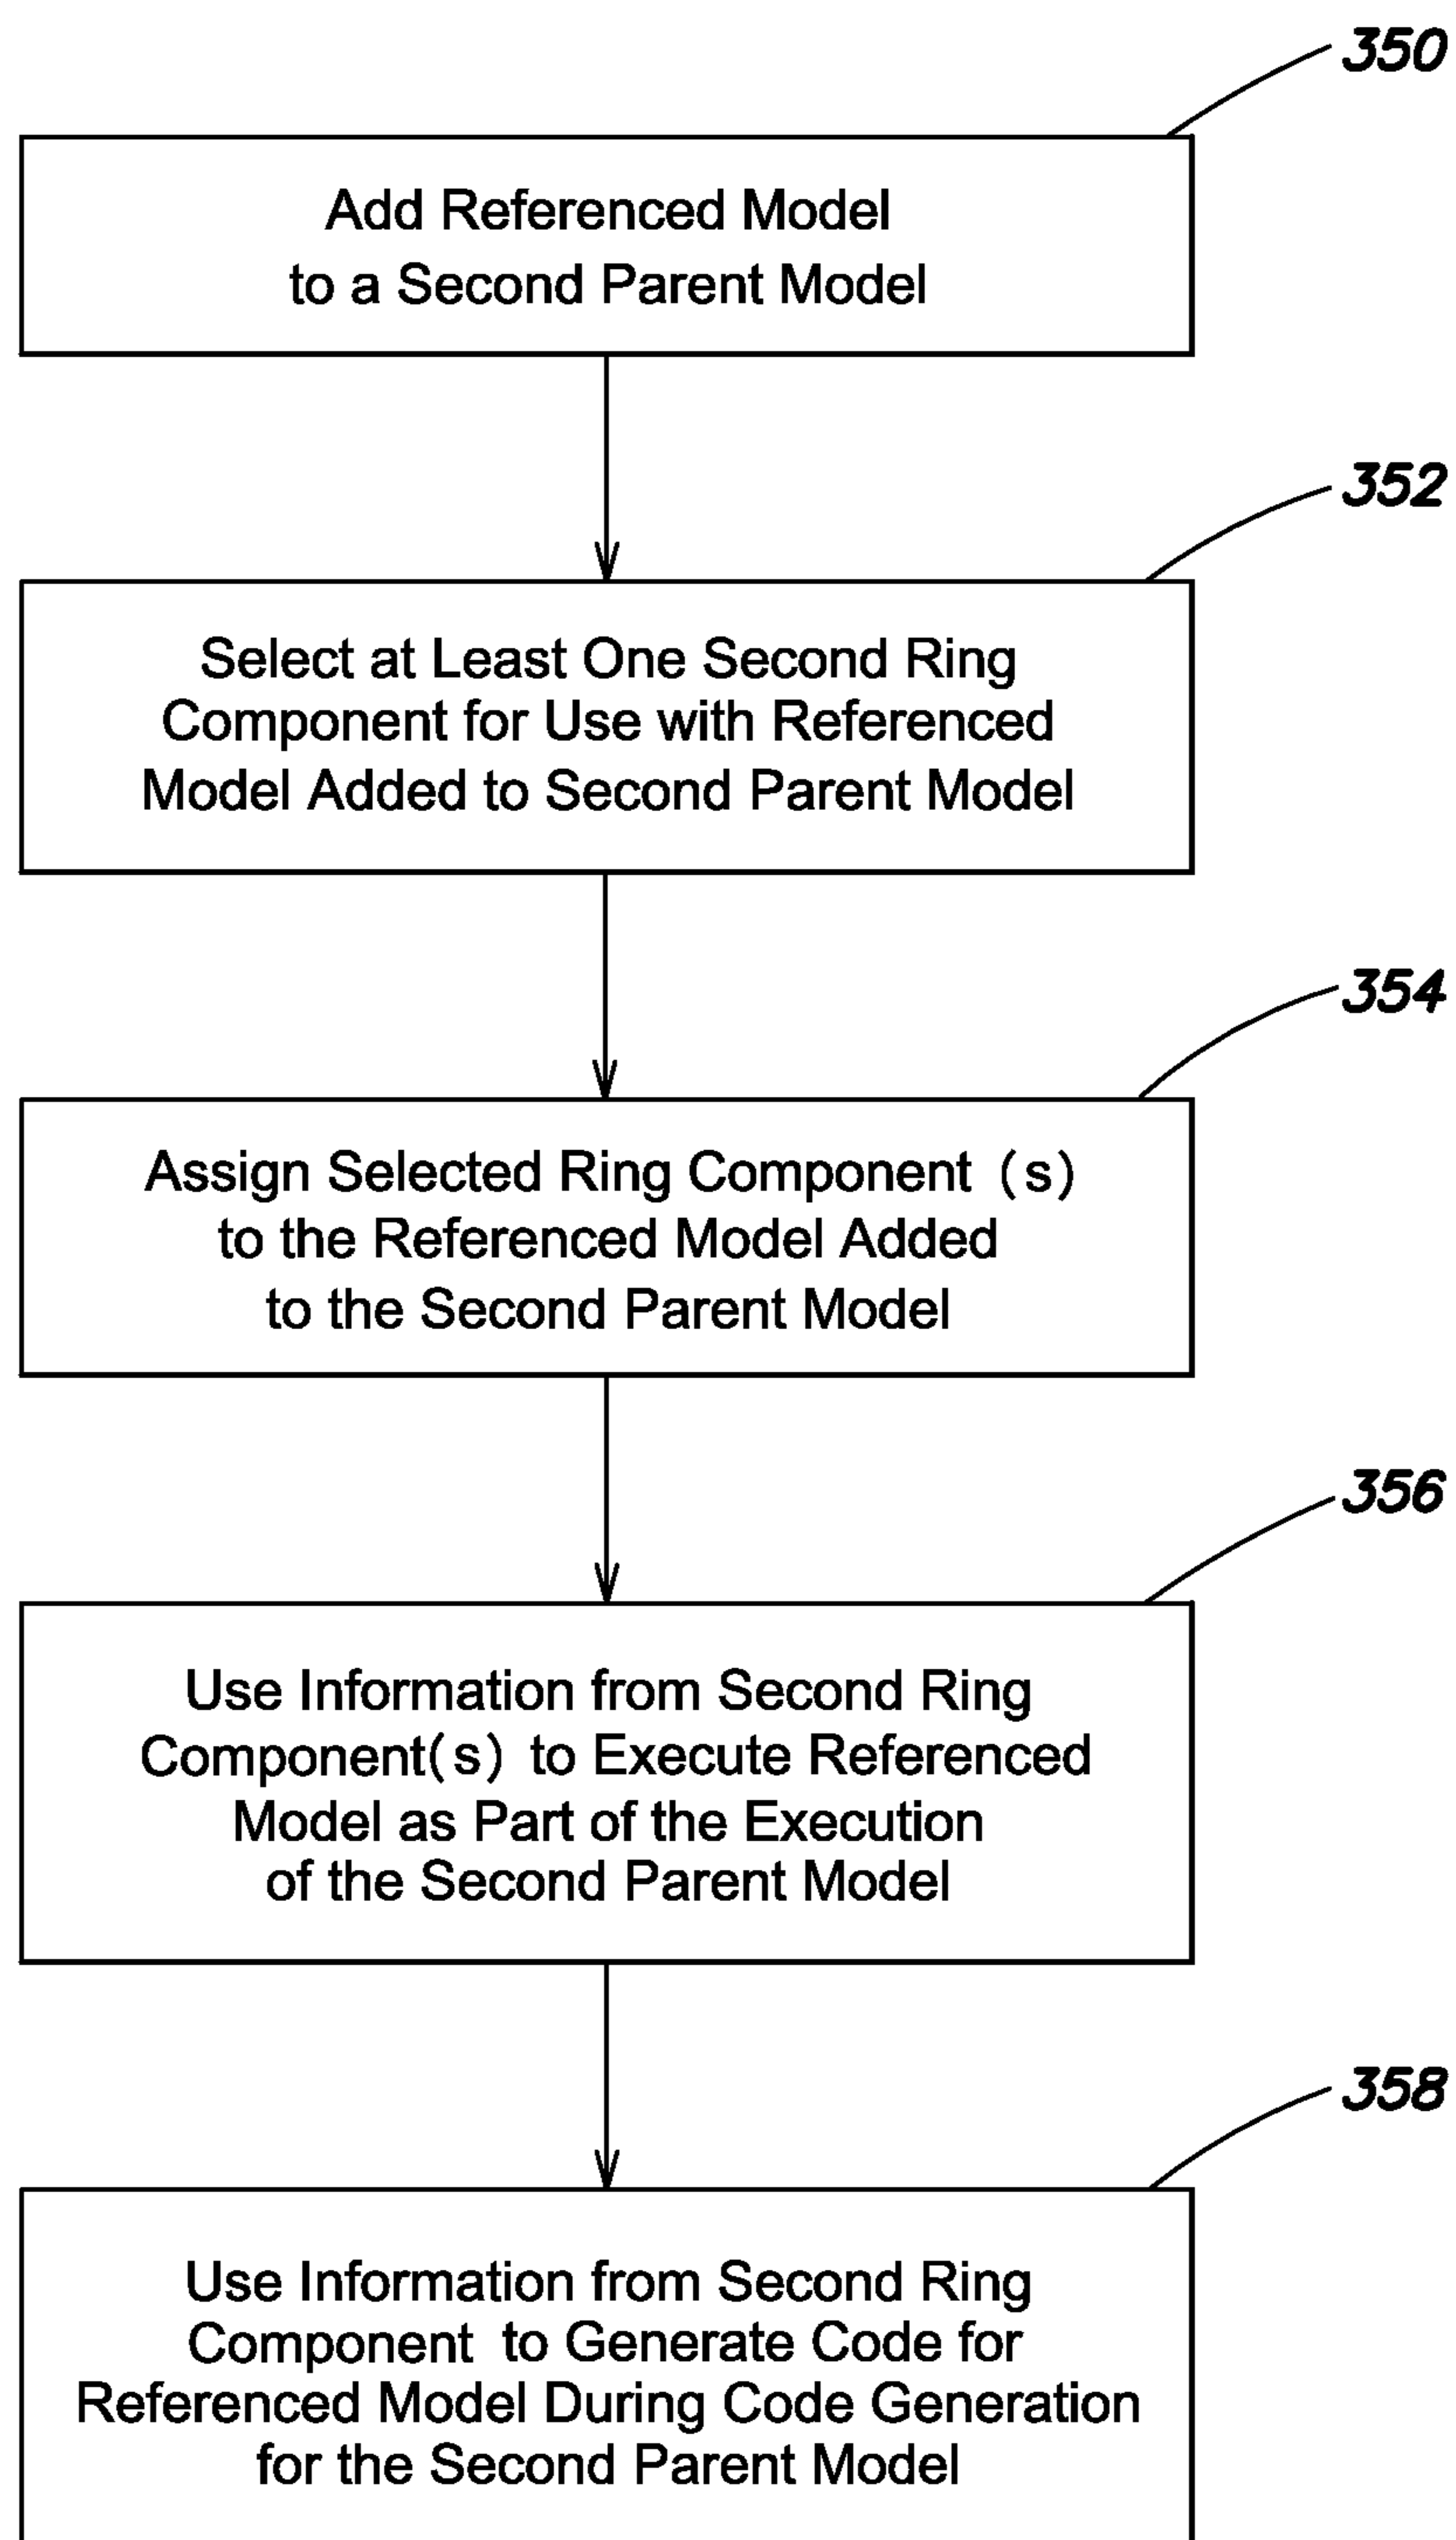 350
Add Referenced Model
to a Second Parent Model
352
Select at Least One Second Ring
Component for Use with Referenced
Model Added to Second Parent Model
354
Assign Selected Ring Component (s)
to the Referenced Model Added
to the Second Parent Model
356
Use Information from Second Ring
Component(s) to Execute Referenced
Model as Part of the Execution
of the Second Parent Model
358
Use Information from Second Ring
Component to Generate Code for
Referenced Model During Code Generation
for the Second Parent Model